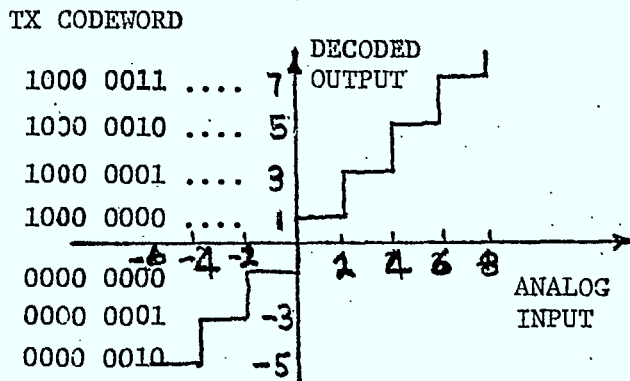 TX CODEWORD
DECODED
OUTPUT
1000 0011 .... 7
1000 0010 .... 5
1000 0001 .... 3
1000 0000 .... 1
-6 -4 -2 2 4 6 8
0000 0000
ANALOG
INPUT
0000 0001 -3
0000 0010 -5